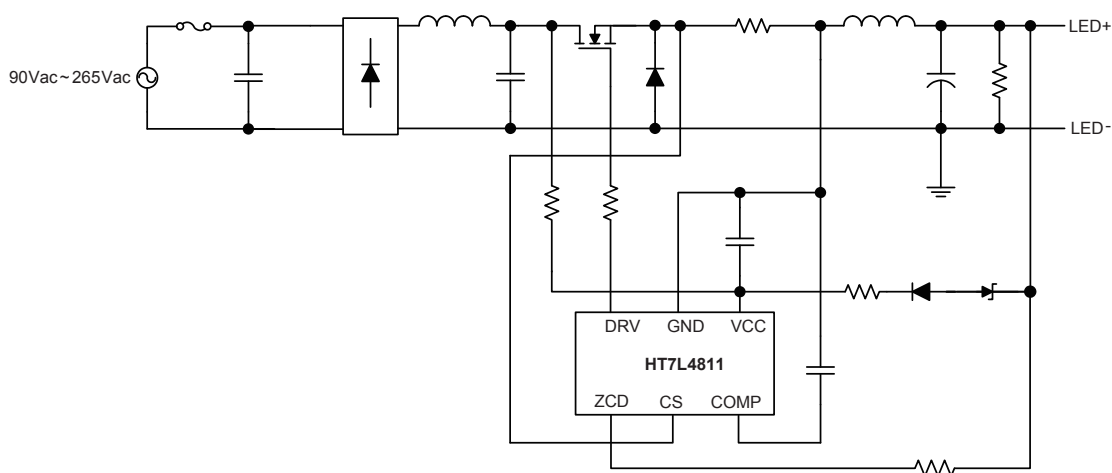 LED+
90Vac~265Vac
LED-
DRV GND VCC
HT7L4811
ZCD CS COMP